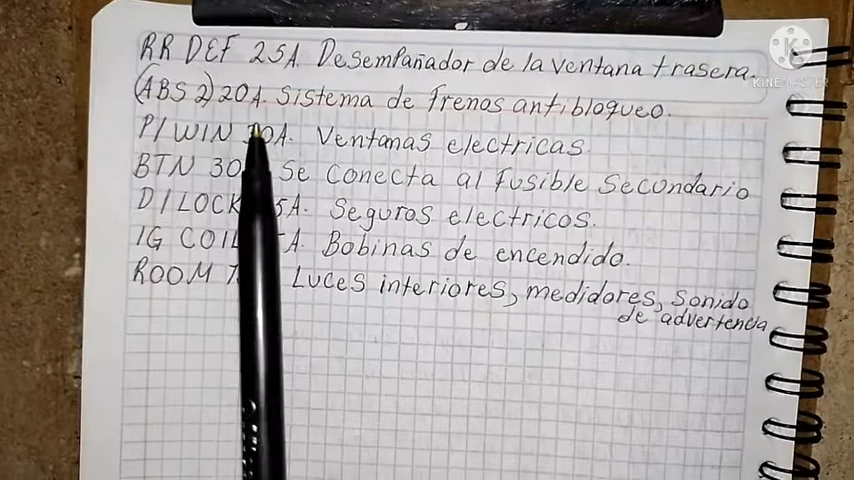 RR DEF 25A. Desempañador de la ventana trasera.
(ABS 2) 20A. Sistema de frenos antibloqueo.
P/WIN 30A. Ventanas electricas.
BTN Se conecta al fusible secundario
D/LOCK Seguros electricos.
IG COIL Bobinas de encendido.
ROOM Luces interiores, medidores, sonido
de advertencia
K
KINEMASTER